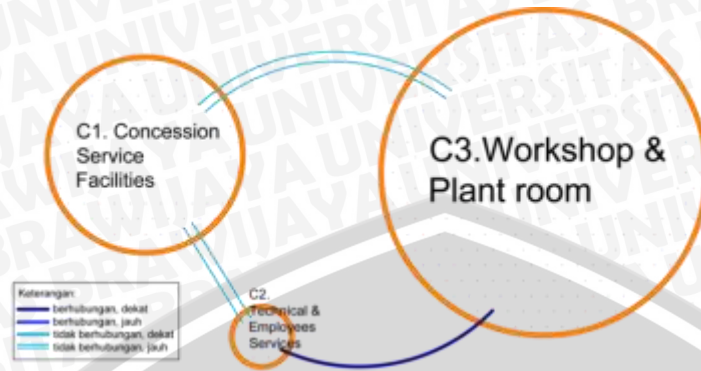 C1. Concession
Service
Facilities
C3.Workshop &
Plant room
C2.
Technical &
Employees
Services
Keterangan:
berhubungan, dekat
berhubungan, jauh
tidak berhubungan, dekat
tidak berhubungan, jauh